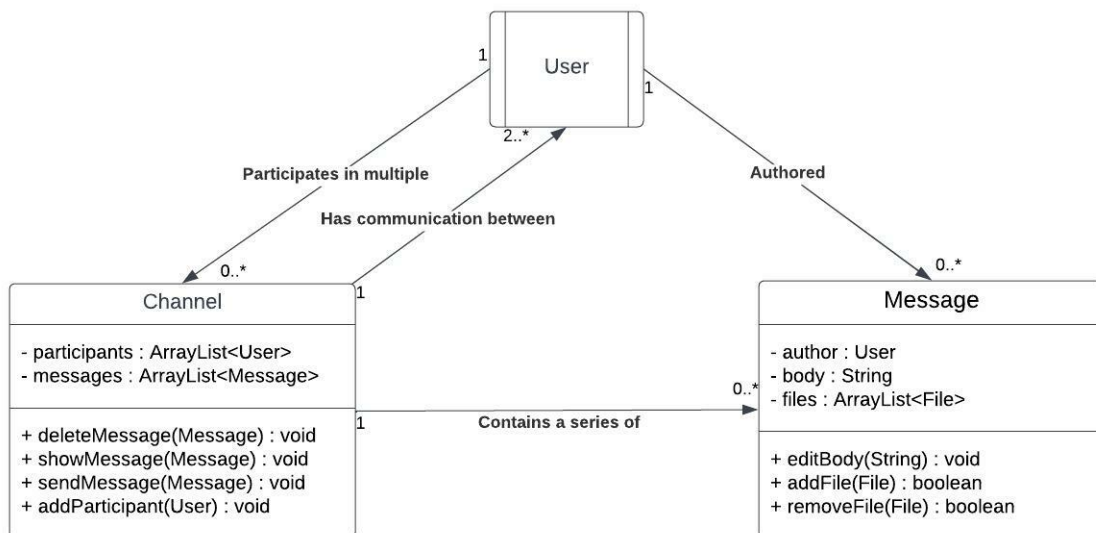 User
1
1
2..*
Participates in multiple
Authored
Has communication between
0..*
0..*
1
Channel
- participants : ArrayList<User>
- messages : ArrayList<Message>
+ deleteMessage(Message) : void
+ showMessage(Message) : void
+ sendMessage(Message) : void
+ addParticipant(User) : void
0..*
1
Contains a series of
Message
- author : User
- body : String
- files : ArrayList<File>
+ editBody(String) : void
+ addFile(File) : boolean
+ removeFile(File) : boolean